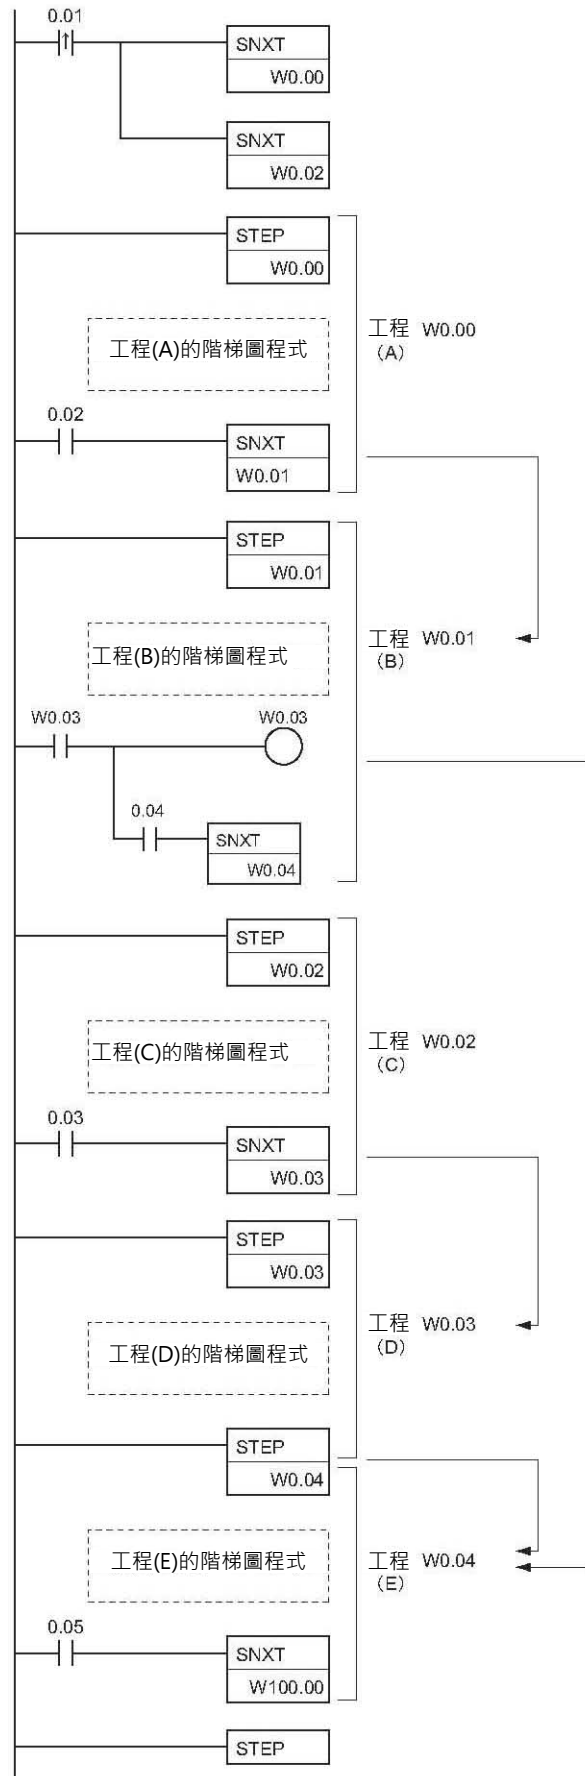 0.01
SNXT
W0.00
SNXT
W0.02
STEP
W0.00
工程(A)的階梯圖程式
工程 W0.00
（A）
0.02
SNXT
W0.01
STEP
W0.01
工程(B)的階梯圖程式
工程 W0.01
（B）
W0.03
W0.03
0.04
SNXT
W0.04
STEP
W0.02
工程(C)的階梯圖程式
工程 W0.02
（C）
0.03
SNXT
W0.03
STEP
W0.03
工程(D)的階梯圖程式
工程 W0.03
（D）
STEP
W0.04
工程(E)的階梯圖程式
工程 W0.04
（E）
0.05
SNXT
W100.00
STEP